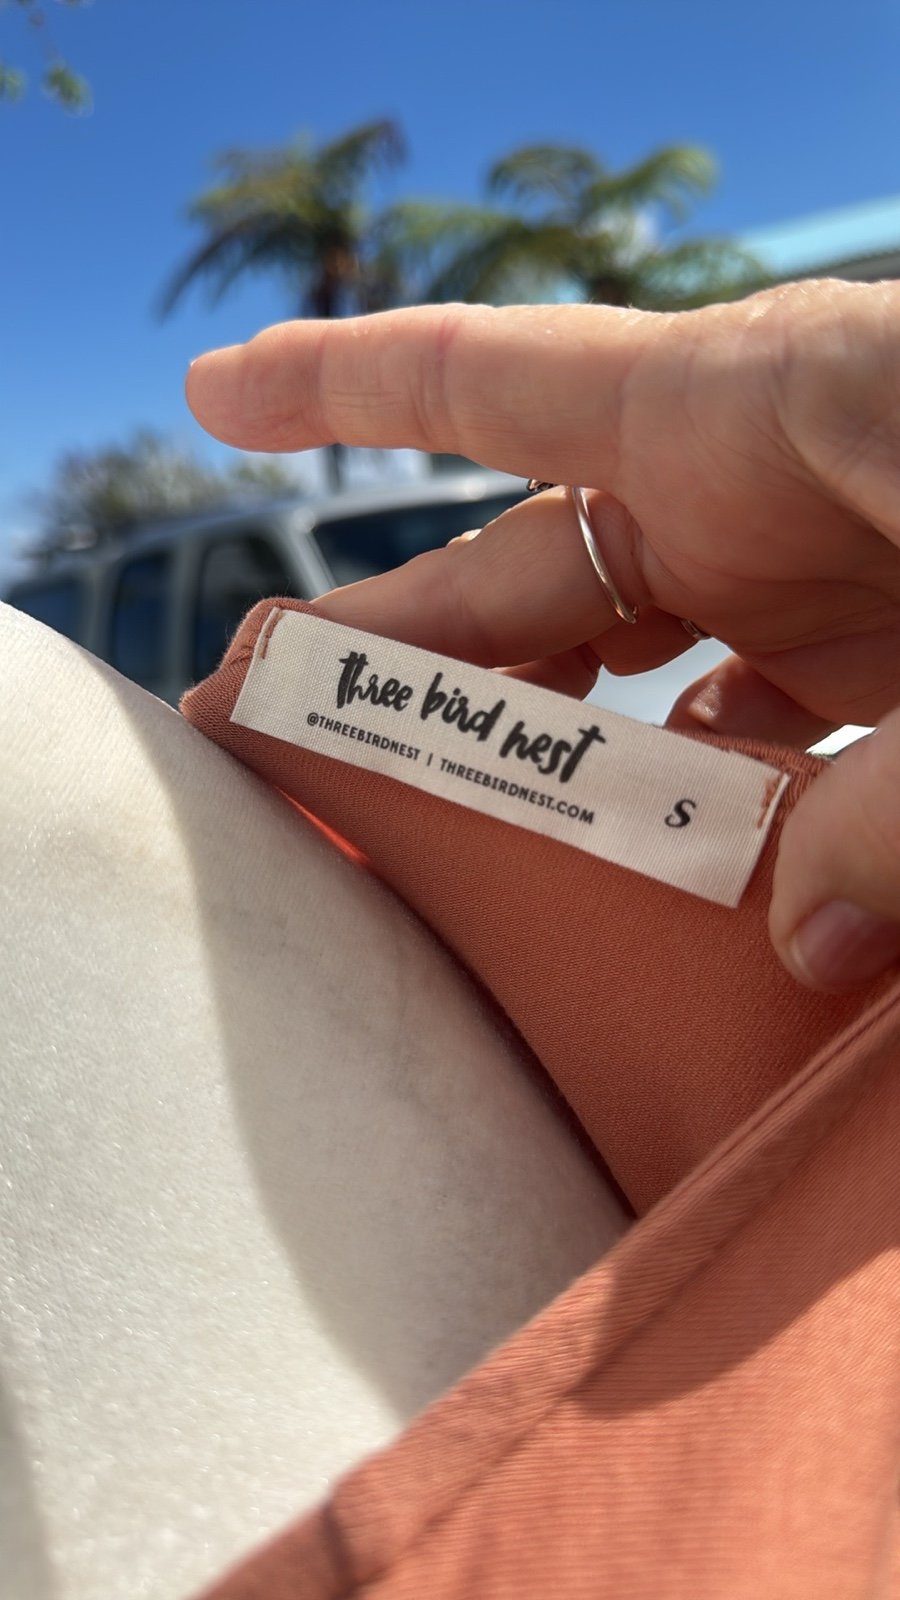 three bird nest
@THREEBIRDNEST | THREEBIRDNEST.COM
S